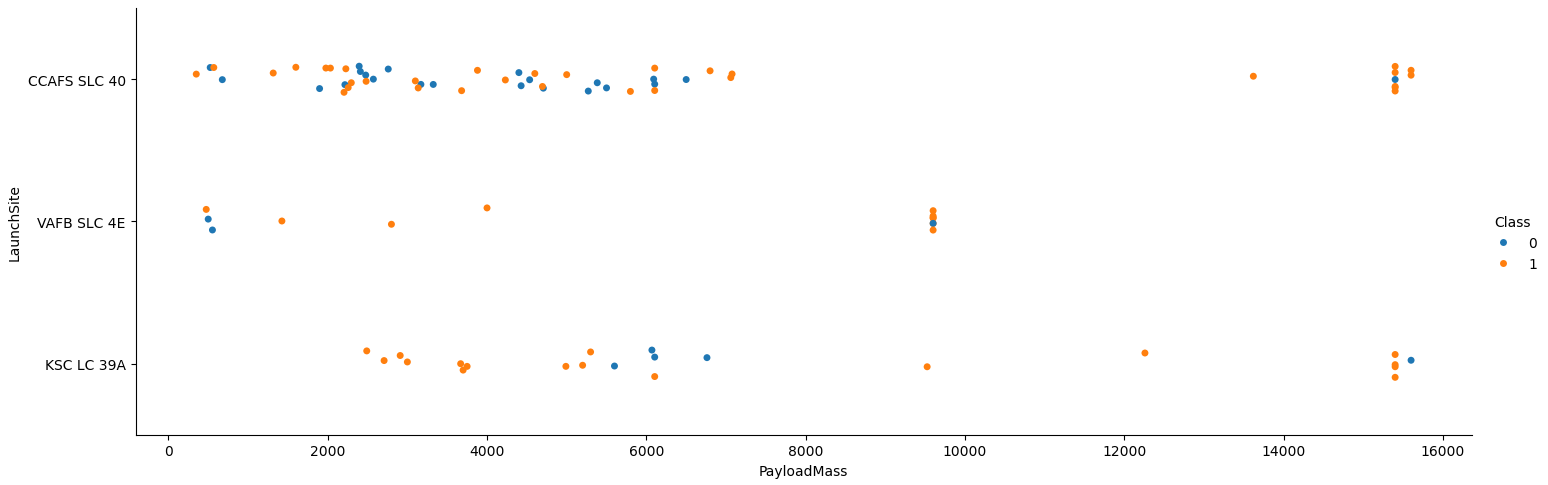 LaunchSite
CCAFS SLC 40
VAFB SLC 4E
KSC LC 39A
0 2000 4000 6000 8000 10000 12000 14000 16000
PayloadMass
Class
0
1